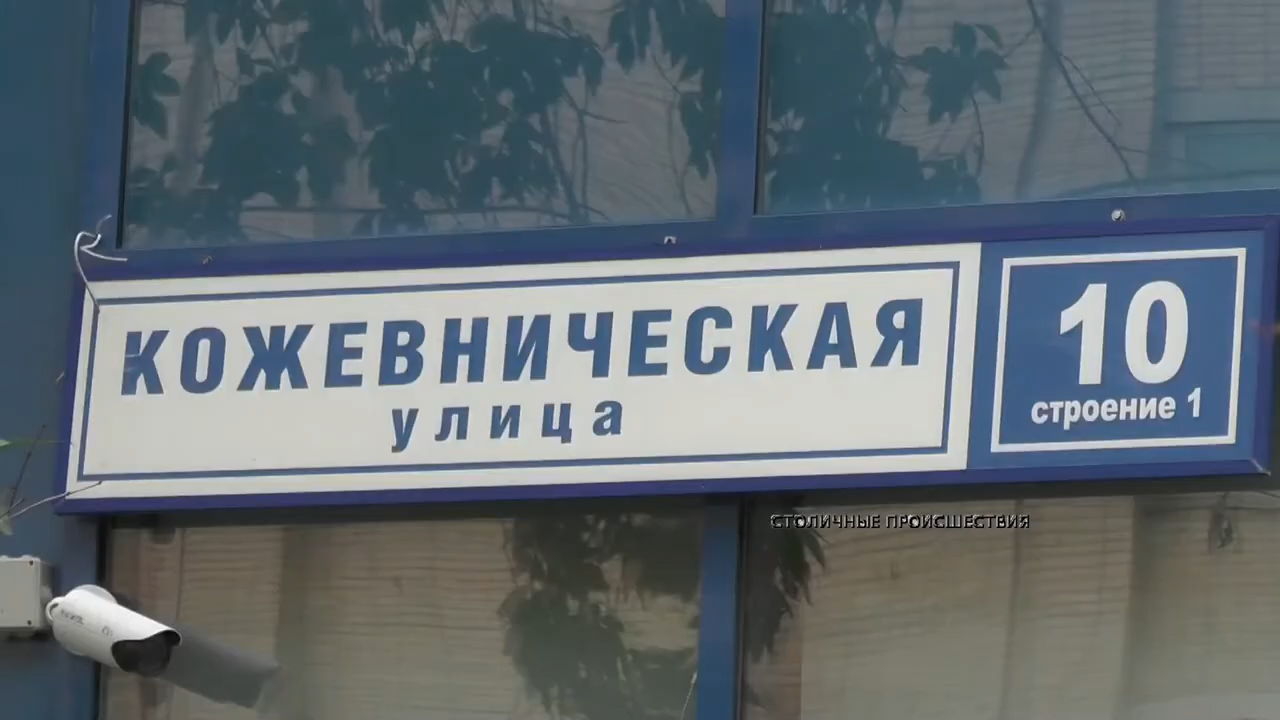 КОЖЕВНИЧЕСКАЯ
улица
10
строение 1
СТОЛИЧНЫЕ ПРОИСШЕСТВИЯ